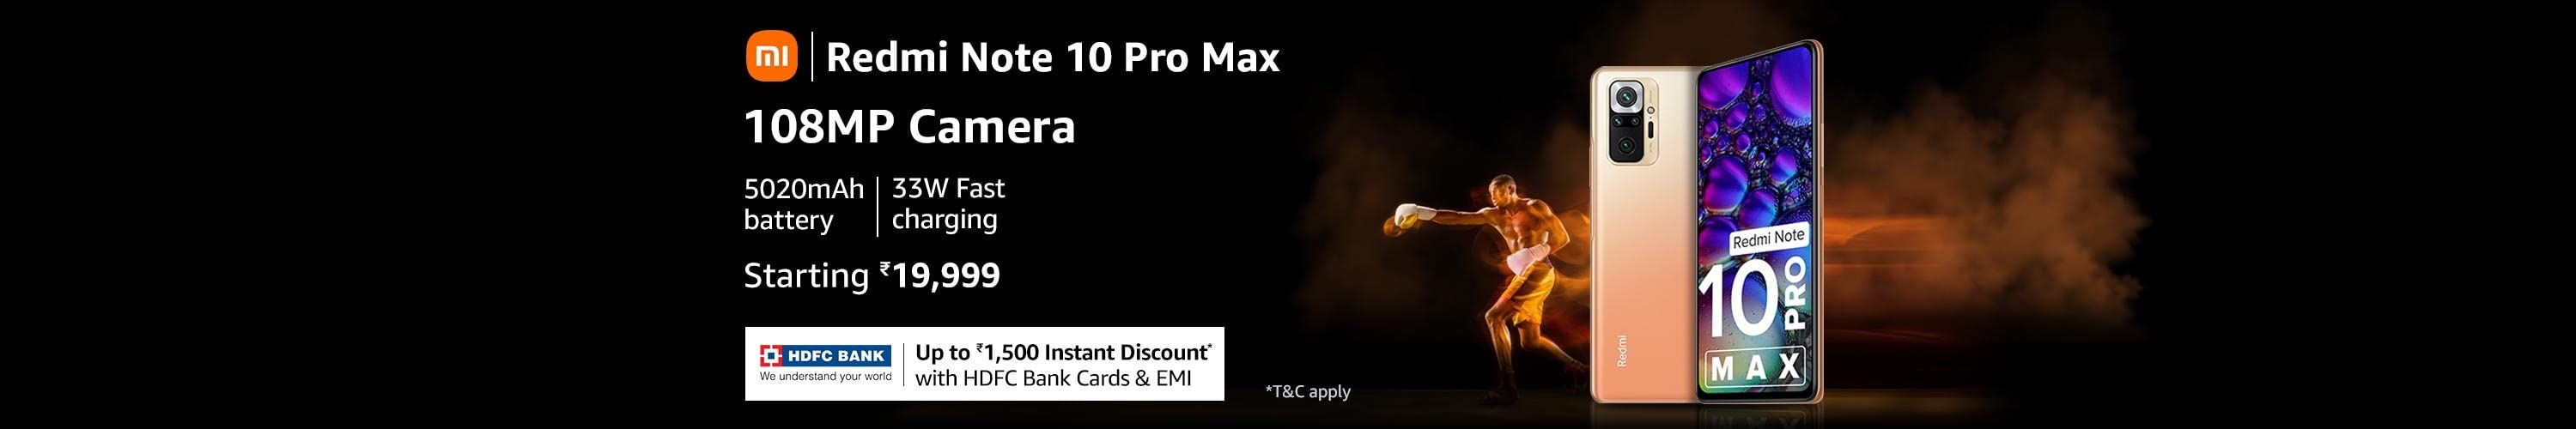 mi
Redmi Note 10 Pro Max
108MP Camera
5020mAh
battery
33W Fast
charging
Starting ₹19,999
HDFC BANK
We understand your world
Up to ₹1,500 Instant Discount*
with HDFC Bank Cards & EMI
*T&C apply
Redmi
Redmi Note
10 PRO
MAX